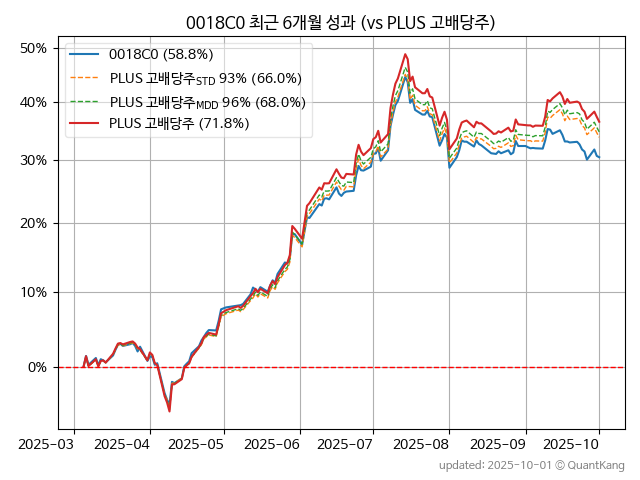 0018C0 최근 6개월 성과 (vs PLUS 고배당주)
0018C0 (58.8%)
PLUS 고배당주STD 93% (66.0%)
PLUS 고배당주MDD 96% (68.0%)
PLUS 고배당주 (71.8%)
50%
40%
30%
20%
10%
0%
2025-03 2025-04 2025-05 2025-06 2025-07 2025-08 2025-09 2025-10
updated: 2025-10-01 © QuantKang